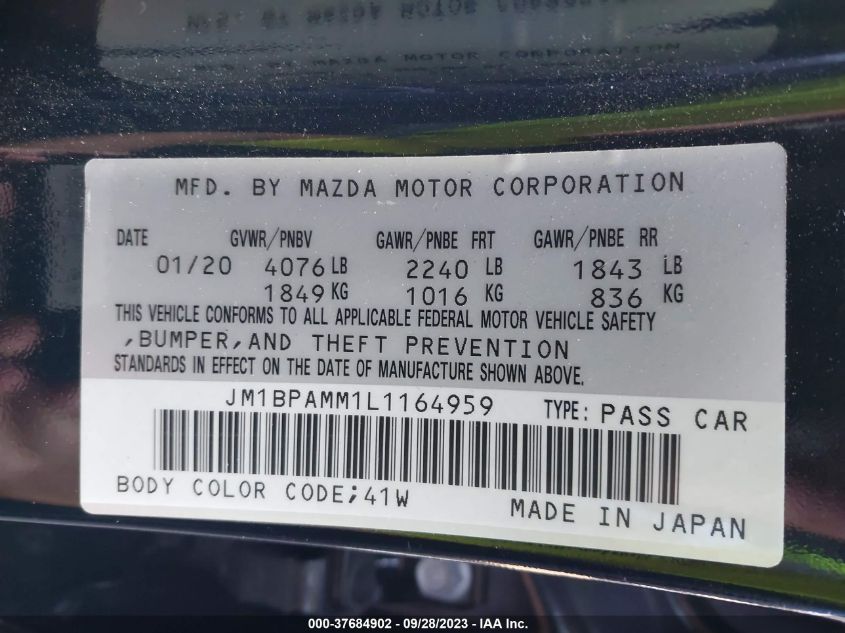 MFD. BY MAZDA MOTOR CORPORATION
DATE GVWR/PNBV GAWR/PNBE FRT GAWR/PNBE RR
01/20 4076 LB 2240 LB 1843 LB
1849 KG 1016 KG 836 KG
THIS VEHICLE CONFORMS TO ALL APPLICABLE FEDERAL MOTOR VEHICLE SAFETY
,BUMPER,AND THEFT PREVENTION
STANDARDS IN EFFECT ON THE DATE OF MANUFACTURE SHOWN ABOVE.
JM1BPAMM1L1164959 TYPE: PASS CAR
BODY COLOR CODE;41W MADE IN JAPAN
000-37684902 - 09/28/2023 - IAA Inc.